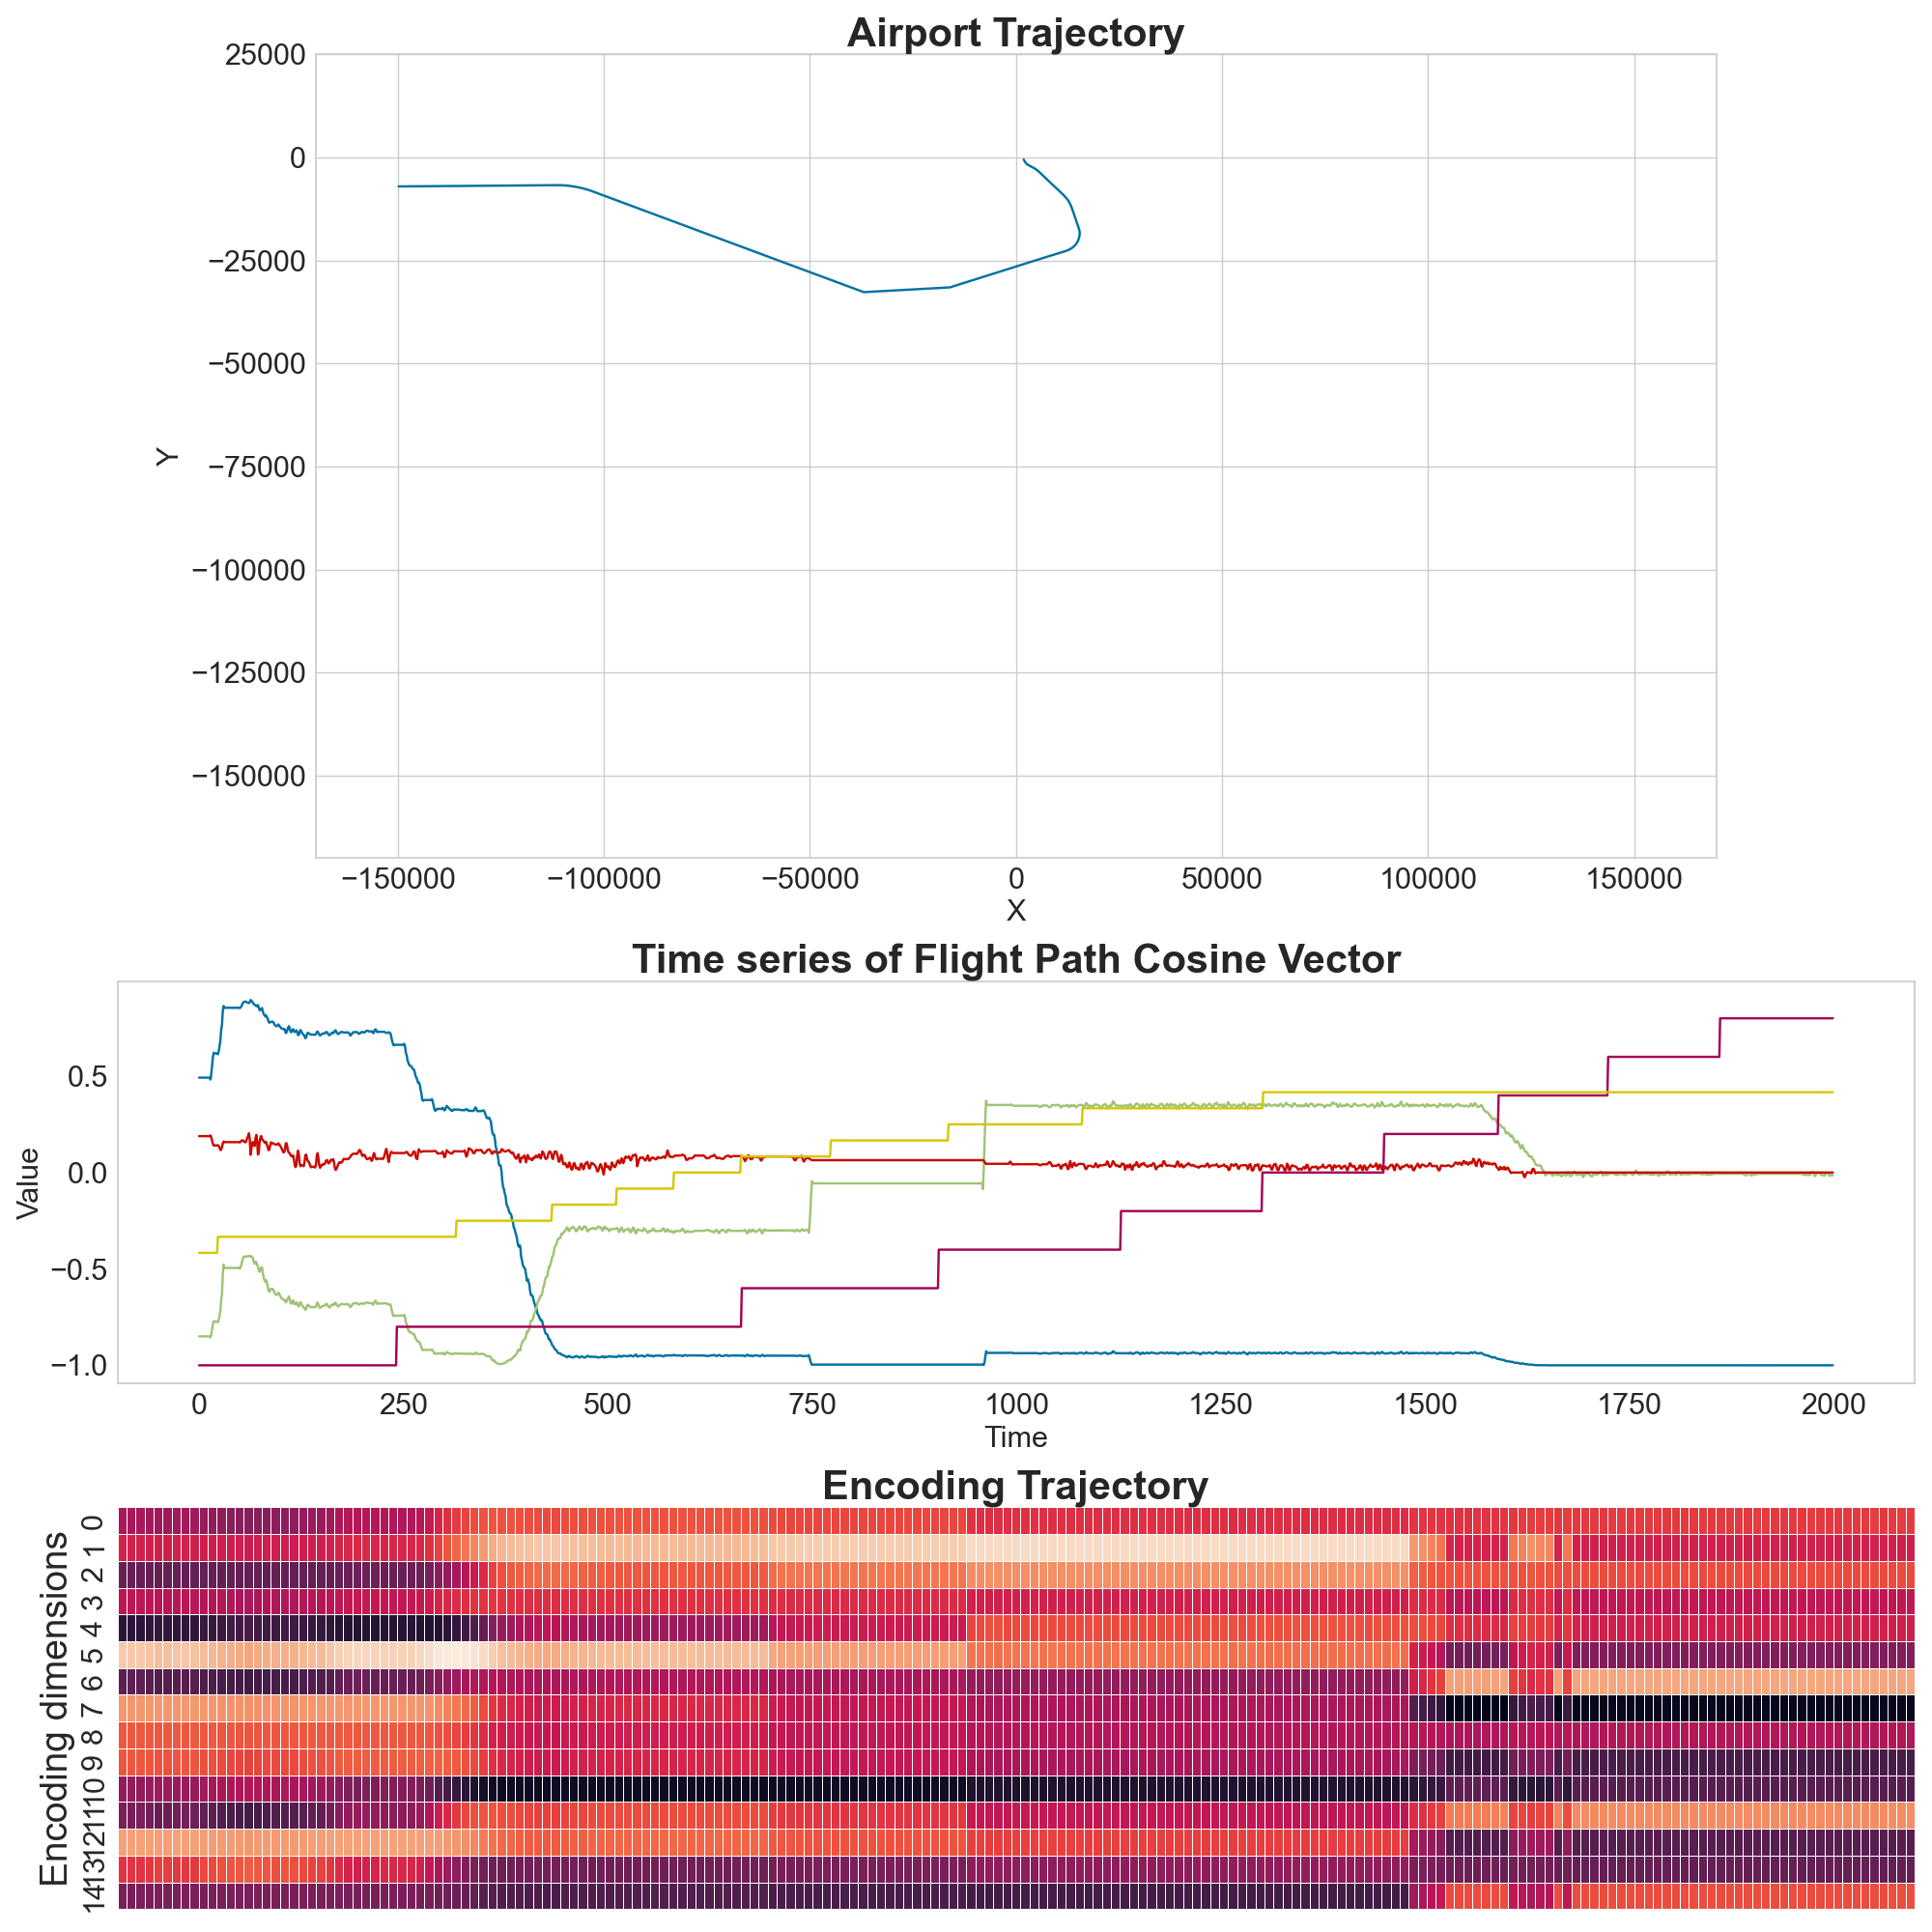 Airport Trajectory
25000
0
−25000
−50000
−75000
−100000
−125000
−150000
Y
−150000 −100000 −50000 0 50000 100000 150000
X
Time series of Flight Path Cosine Vector
0.5
0.0
−0.5
−1.0
Value
0 250 500 750 1000 1250 1500 1750 2000
Time
Encoding Trajectory
Encoding dimensions
0
1
2
3
4
5
6
7
8
9
10
11
12
13
14